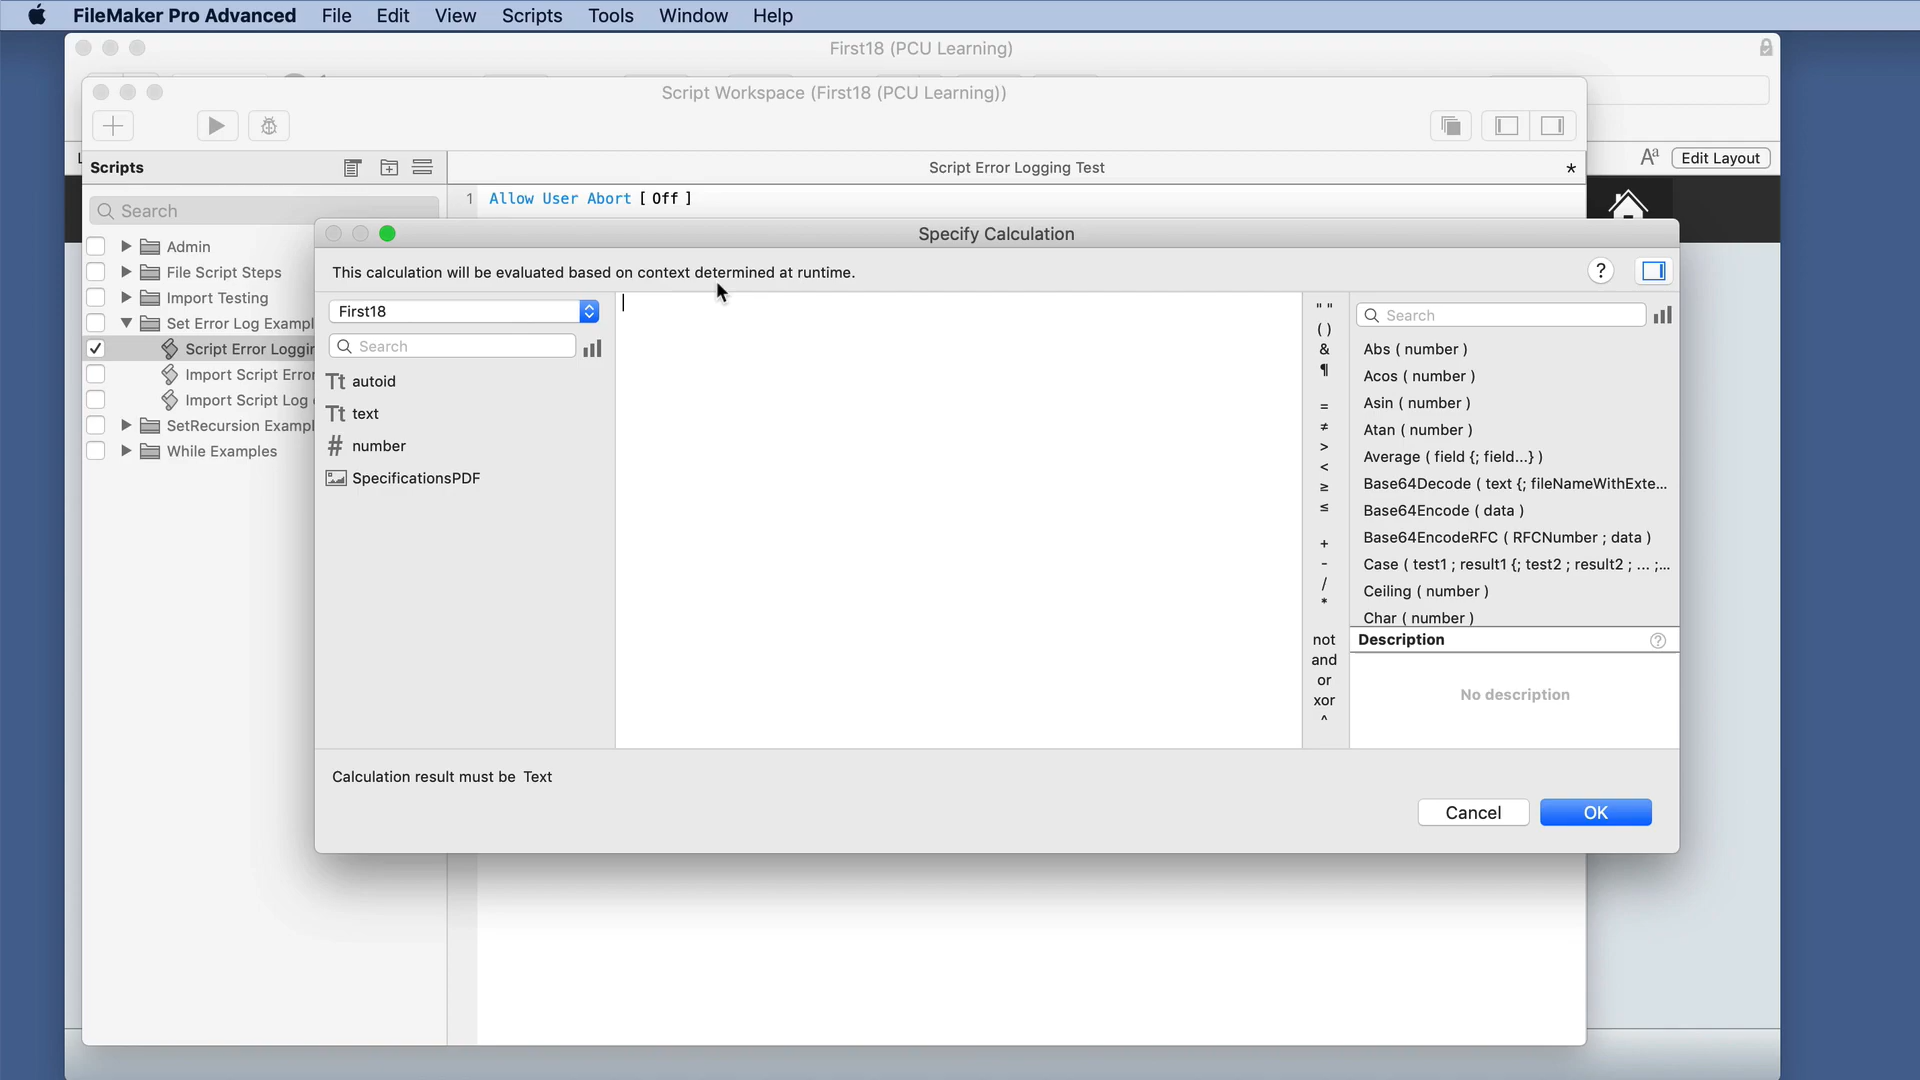 FileMaker Pro Advanced File Edit View Scripts Tools Window Help
First18 (PCU Learning)
Script Workspace (First18 (PCU Learning))
Scripts
Script Error Logging Test
*
Aa
Edit Layout
Search
1 Allow User Abort [ Off ]
Admin
File Script Steps
Import Testing
Set Error Log Exampl
Script Error Loggin
Import Script Error
Import Script Log
SetRecursion Exampl
While Examples
Specify Calculation
This calculation will be evaluated based on context determined at runtime.
?
First18
Search
Tt autoid
Tt text
# number
SpecificationsPDF
" "
( )
&
¶
=
≠
>
<
≥
≤
+
-
/
*
not
and
or
xor
^
Search
Abs ( number )
Acos ( number )
Asin ( number )
Atan ( number )
Average ( field {; field...} )
Base64Decode ( text {; fileNameWithExte...
Base64Encode ( data )
Base64EncodeRFC ( RFCNumber ; data )
Case ( test1 ; result1 {; test2 ; result2 ; ... ;...
Ceiling ( number )
Char ( number )
Description ?
No description
Calculation result must be Text
Cancel
OK